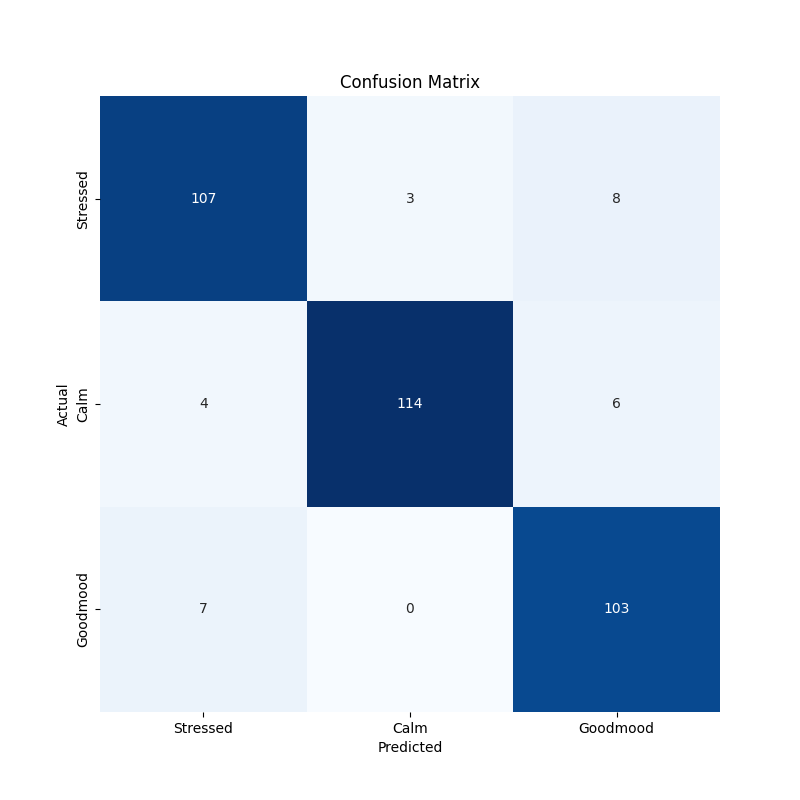 Confusion Matrix
Stressed
107 3 8
Actual
Calm
4 114 6
Goodmood
7 0 103
Stressed Calm Goodmood
Predicted